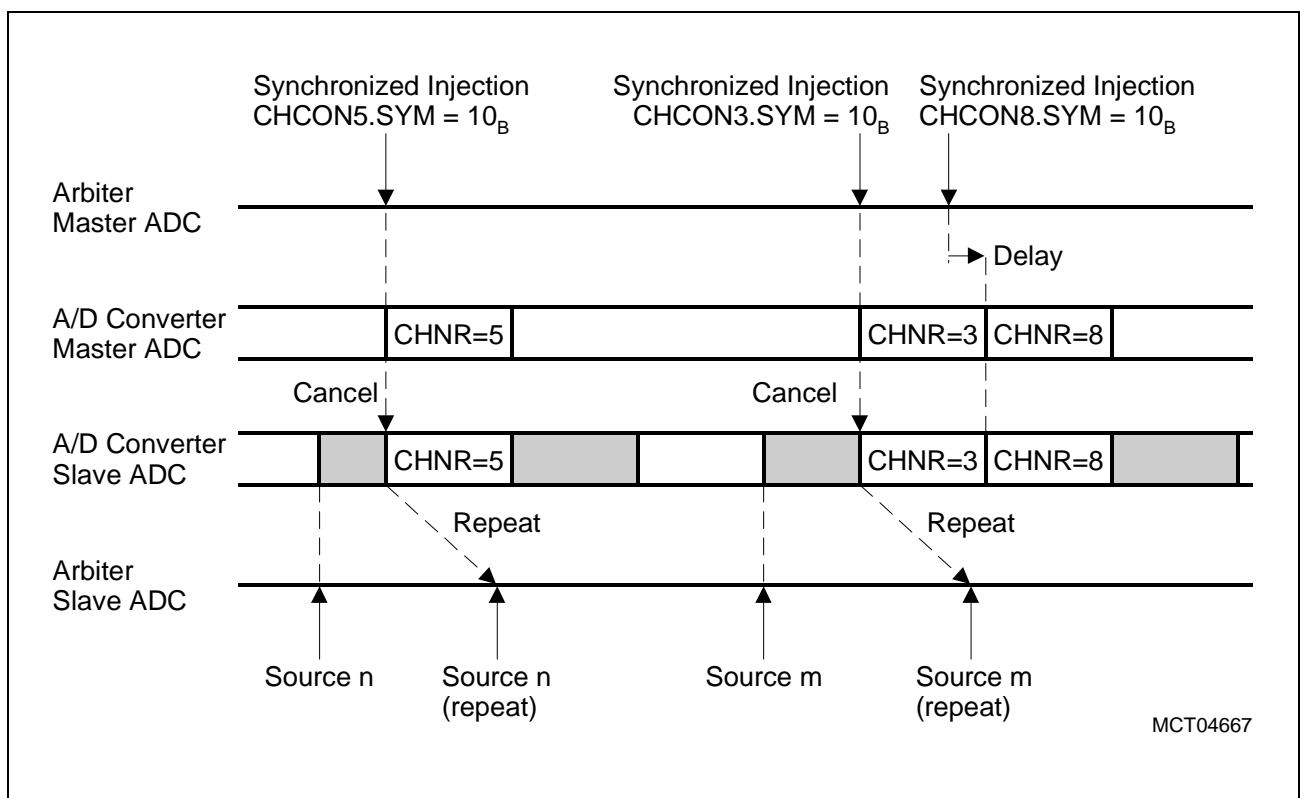 Synchronized Injection
CHCON5.SYM = 10B
Synchronized Injection
CHCON3.SYM = 10B
Synchronized Injection
CHCON8.SYM = 10B
Arbiter
Master ADC
Delay
A/D Converter
Master ADC
CHNR=5
CHNR=3
CHNR=8
Cancel
Cancel
A/D Converter
Slave ADC
CHNR=5
CHNR=3
CHNR=8
Repeat
Repeat
Arbiter
Slave ADC
Source n
Source n
(repeat)
Source m
Source m
(repeat)
MCT04667